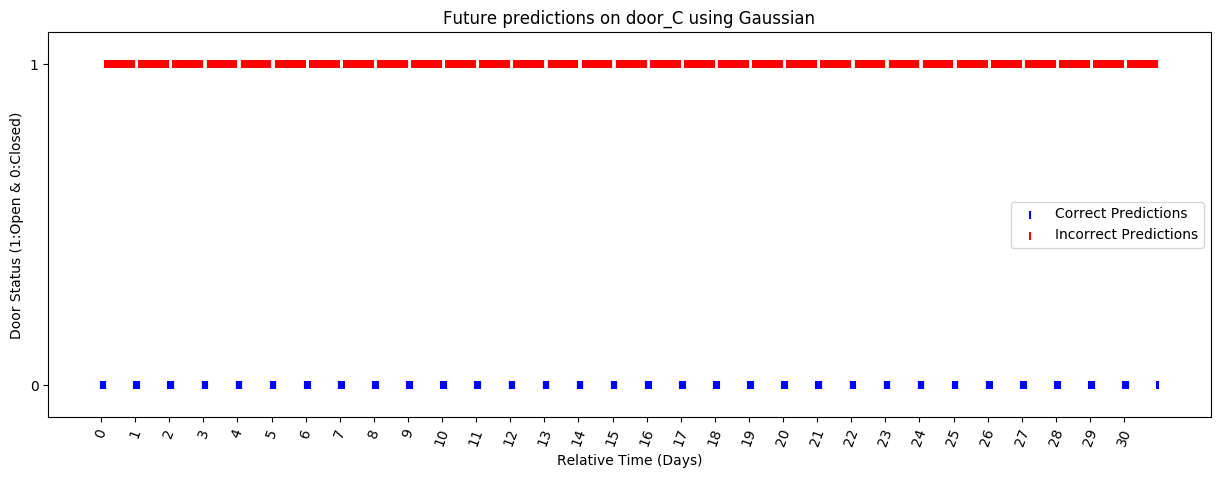 Future predictions on door_C using Gaussian
Door Status (1:Open & 0:Closed)
1
0
Correct Predictions
Incorrect Predictions
0 1 2 3 4 5 6 7 8 9 10 11 12 13 14 15 16 17 18 19 20 21 22 23 24 25 26 27 28 29 30
Relative Time (Days)